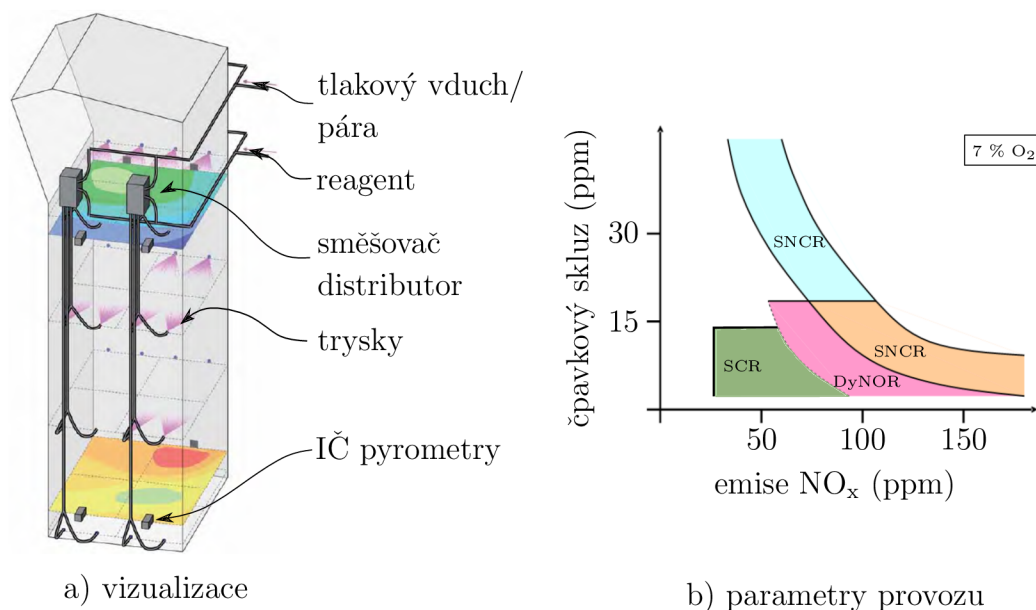 tlakový vduch/
pára
reagent
směšovač
distributor
trysky
IČ pyrometry
a) vizualizace
čpavkový skluz (ppm)
7 % O₂
30
15
SNCR
SNCR
SCR
DyNOR
50
100
150
emise NOₓ (ppm)
b) parametry provozu